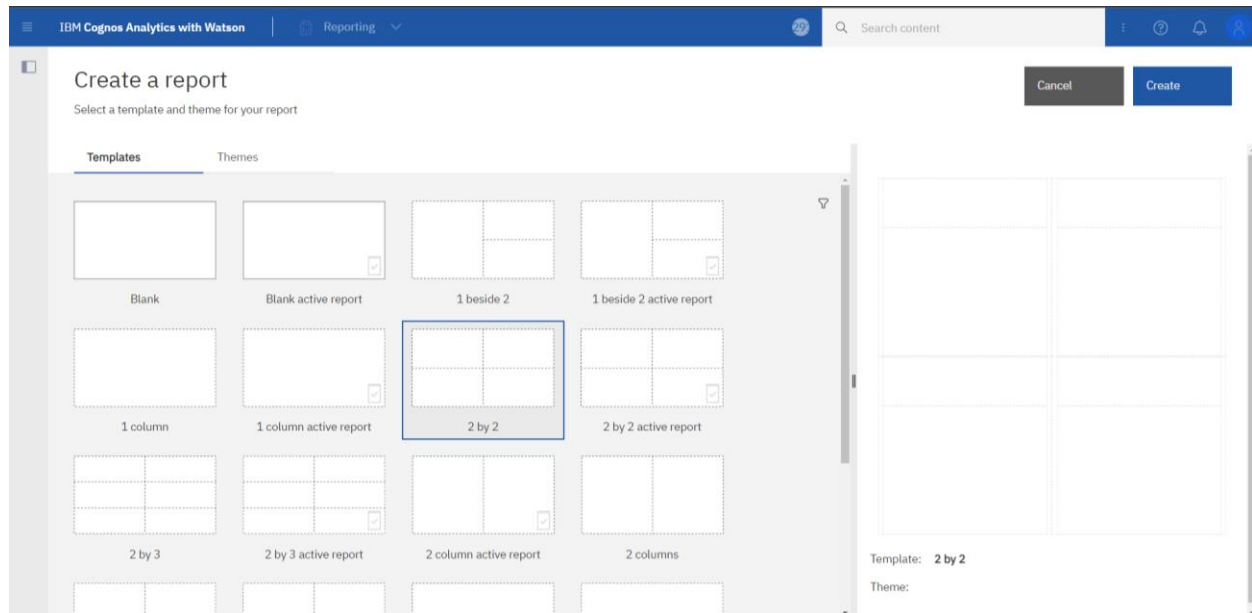 IBM Cognos Analytics with Watson
Reporting
29
Search content
Create a report
Select a template and theme for your report
Cancel
Create
Templates
Themes
Blank
Blank active report
1 beside 2
1 beside 2 active report
1 column
1 column active report
2 by 2
2 by 2 active report
2 by 3
2 by 3 active report
2 column active report
2 columns
Template: 2 by 2
Theme: